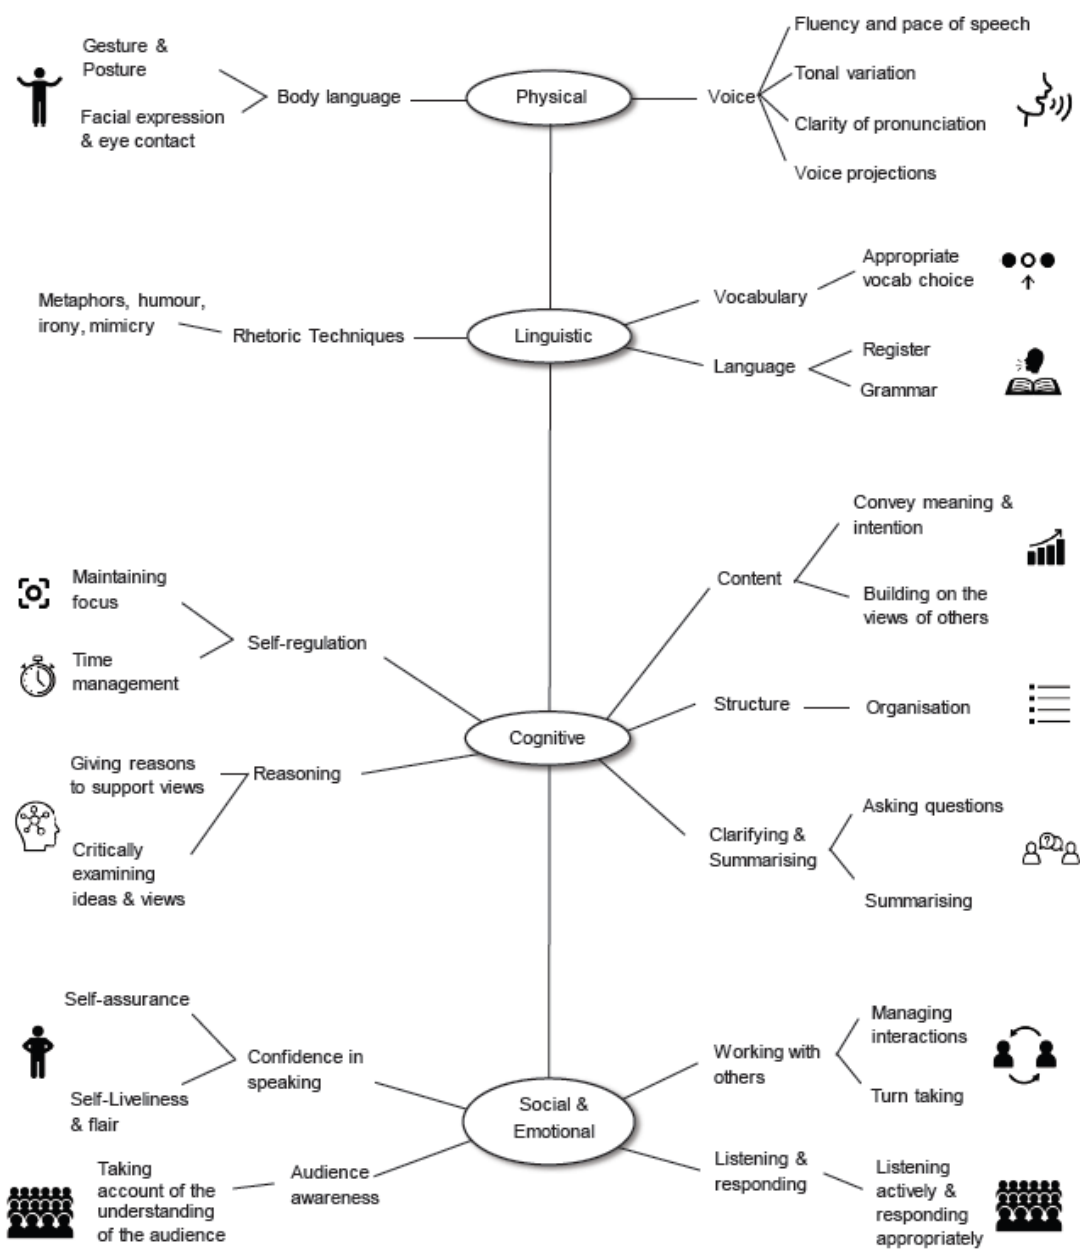 Gesture &
Posture
Facial expression
& eye contact
Body language
Physical
Voice
Fluency and pace of speech
Tonal variation
Clarity of pronunciation
Voice projections
Metaphors, humour,
irony, mimicry
Rhetoric Techniques
Linguistic
Vocabulary
Appropriate
vocab choice
Language
Register
Grammar
Maintaining
focus
Time
management
Self-regulation
Giving reasons
to support views
Critically
examining
ideas & views
Reasoning
Cognitive
Content
Convey meaning &
intention
Building on the
views of others
Structure
Organisation
Clarifying &
Summarising
Asking questions
?
Summarising
Self-assurance
Self-Liveliness
& flair
Confidence in
speaking
Taking
account of the
understanding
of the audience
Audience
awareness
Social &
Emotional
Working with
others
Managing
interactions
Turn taking
Listening &
responding
Listening
actively &
responding
appropriately